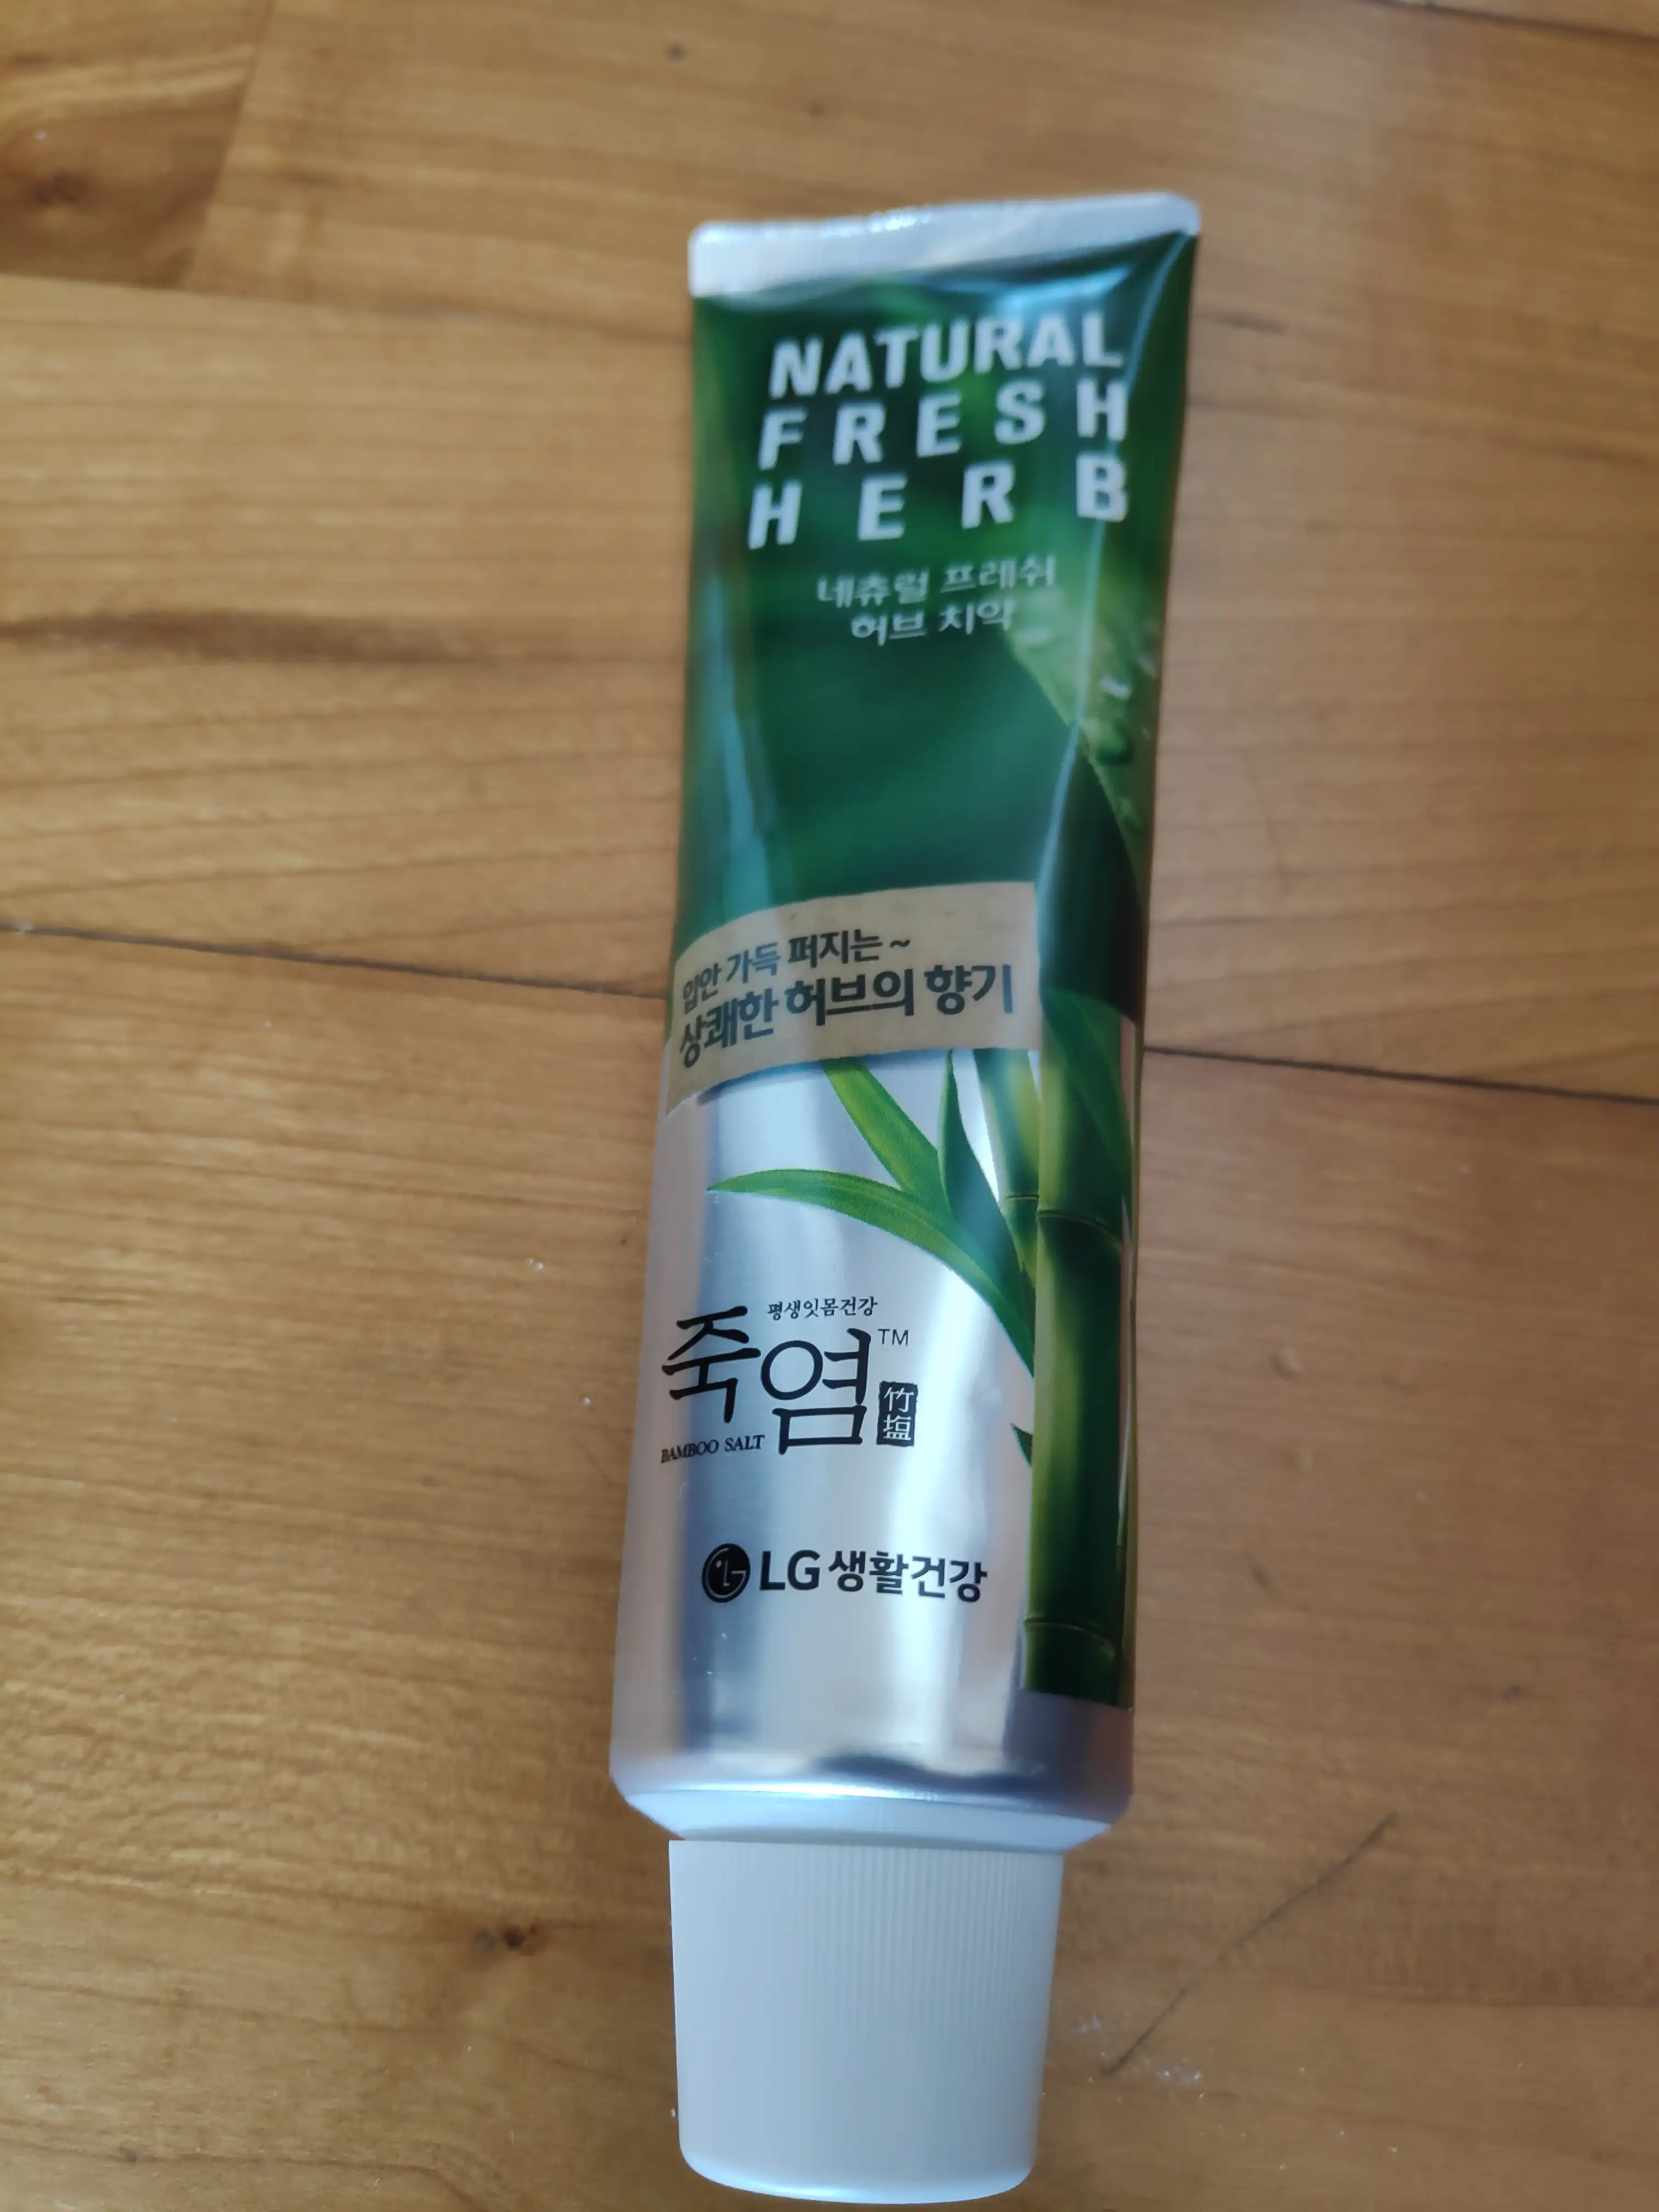 NATURAL
FRESH
HERB
네츄럴 프레쉬
허브 치약
입안 가득 퍼지는~
상쾌한 허브의 향기
평생잇몸건강
죽염™
竹塩
BAMBOO SALT
LG 생활건강